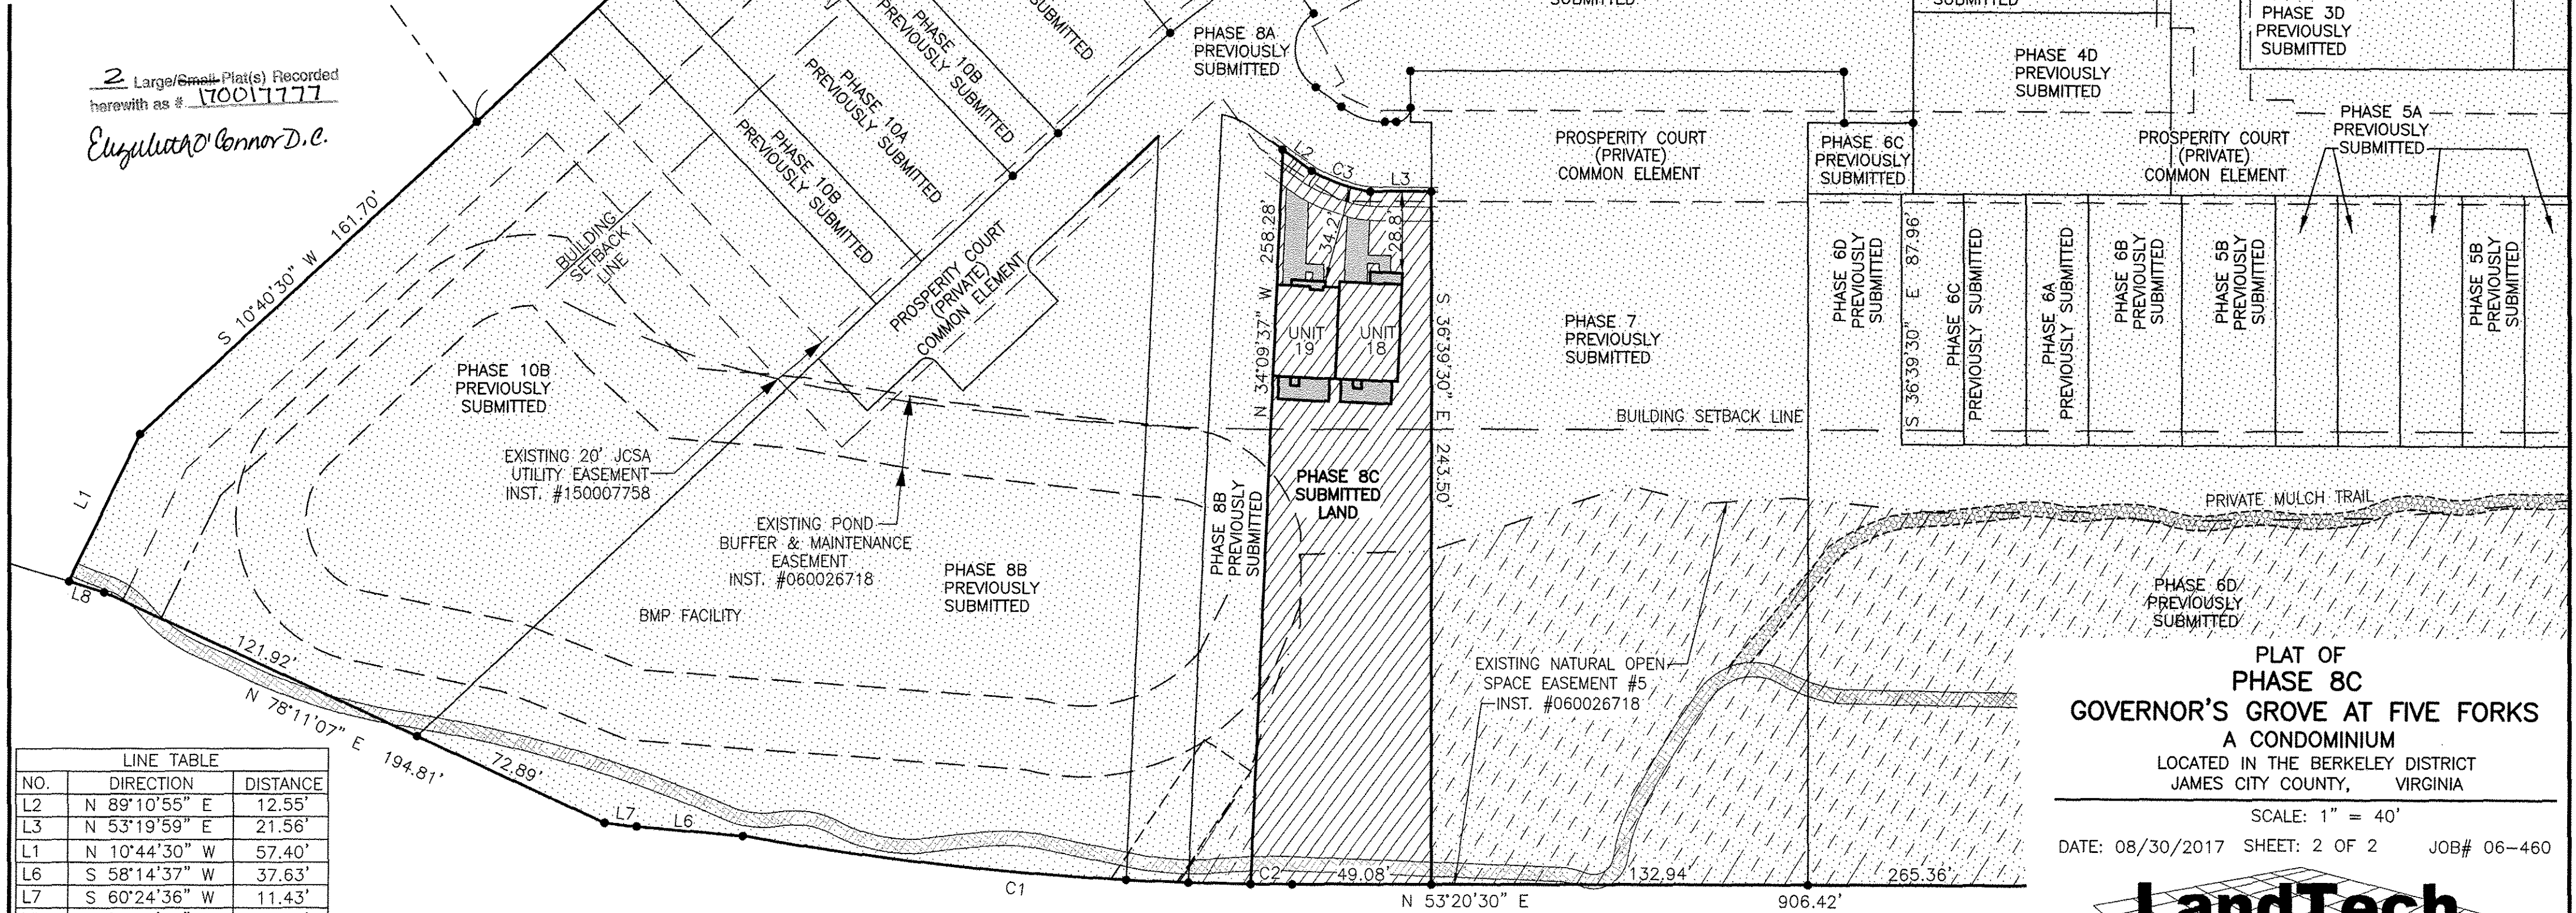 2 Large/Small Plat(s) Recorded
herewith as # 170017777
Elizabeth O'Connor D.C.
SUBMITTED
PHASE 10B
PREVIOUSLY
SUBMITTED
PHASE 10A
PREVIOUSLY SUBMITTED
PHASE 10B
PREVIOUSLY SUBMITTED
PHASE 8A
PREVIOUSLY
SUBMITTED
SUBMITTED
SUBMITTED
PHASE 3D
PREVIOUSLY
SUBMITTED
PHASE 4D
PREVIOUSLY
SUBMITTED
PHASE 5A
PREVIOUSLY
SUBMITTED
PROSPERITY COURT
(PRIVATE)
COMMON ELEMENT
PHASE 6C
PREVIOUSLY
SUBMITTED
PROSPERITY COURT
(PRIVATE)
COMMON ELEMENT
S 10°40'30" W 161.70'
BUILDING
SETBACK
LINE
PROSPERITY COURT
(PRIVATE)
COMMON ELEMENT
L2
C3
L3
N 34°09'37" W 258.28'
34.2'
28.8'
UNIT
19
UNIT
18
S 36°39'30" E 243.50'
PHASE 7
PREVIOUSLY
SUBMITTED
PHASE 6D
PREVIOUSLY
SUBMITTED
S 36°39'30" E 87.96'
PHASE 6C
PREVIOUSLY SUBMITTED
PHASE 6A
PREVIOUSLY SUBMITTED
PHASE 6B
PREVIOUSLY
SUBMITTED
PHASE 5B
PREVIOUSLY
SUBMITTED
PHASE 5B
PREVIOUSLY
SUBMITTED
BUILDING SETBACK LINE
PHASE 10B
PREVIOUSLY
SUBMITTED
EXISTING 20' JCSA
UTILITY EASEMENT
INST. #150007758
EXISTING POND
BUFFER & MAINTENANCE
EASEMENT
INST. #060026718
BMP FACILITY
PHASE 8B
PREVIOUSLY
SUBMITTED
PHASE 8B
PREVIOUSLY
SUBMITTED
PHASE 8C
SUBMITTED
LAND
PRIVATE MULCH TRAIL
PHASE 6D
PREVIOUSLY
SUBMITTED
EXISTING NATURAL OPEN
SPACE EASEMENT #5
INST. #060026718
L1
L8
121.92'
N 78°11'07" E 194.81'
72.89'
L7
L6
C1
C2
49.08'
132.94'
265.36'
N 53°20'30" E 906.42'
LINE TABLE
NO. DIRECTION DISTANCE
L2 N 89°10'55" E 12.55'
L3 N 53°19'59" E 21.56'
L1 N 10°44'30" W 57.40'
L6 S 58°14'37" W 37.63'
L7 S 60°24'36" W 11.43'
PLAT OF
PHASE 8C
GOVERNOR'S GROVE AT FIVE FORKS
A CONDOMINIUM
LOCATED IN THE BERKELEY DISTRICT
JAMES CITY COUNTY, VIRGINIA
SCALE: 1" = 40'
DATE: 08/30/2017 SHEET: 2 OF 2 JOB# 06-460
LandTech